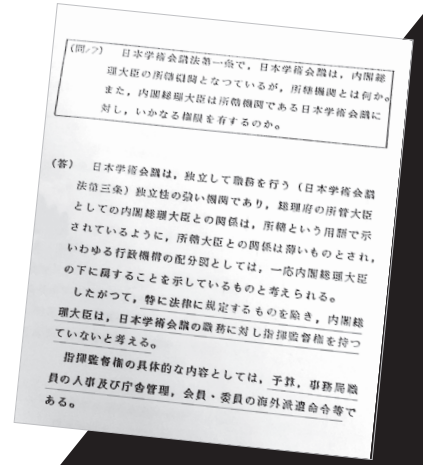 (問/7) 日本学術会議法第一条で，日本学術会議は，内閣総
理大臣の所轄機関となつているが，所轄機関とは何か。
また，内閣総理大臣は所轄機関である日本学術会議に
対し，いかなる権限を有するのか。
(答) 日本学術会議は，独立して職務を行う（日本学術会議
法第三条）独立性の強い機関であり，総理府の所管大臣
としての内閣総理大臣との関係は，所轄という用語で示
されているように，所轄大臣との関係は薄いものとされ，
いわゆる行政機構の配分図としては，一応内閣総理大臣
の下に属することを示しているものと考えられる。
したがつて，特に法律に規定するものを除き，内閣総
理大臣は，日本学術会議の職務に対し指揮監督権を持つ
ていないと考える。
指揮監督権の具体的な内容としては，予算，事務局職
員の人事及び庁舎管理，会員・委員の海外派遣命令等で
ある。